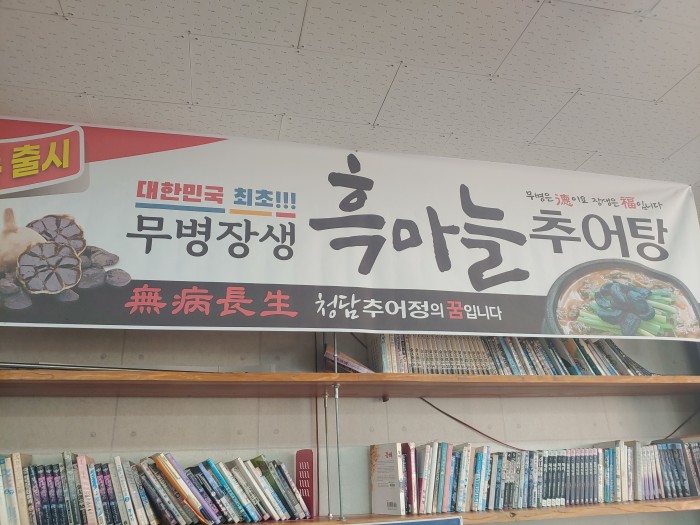 출시
대한민국 최초!!!
무병장생 흑마늘 추어탕
무병은 德이요 장생은 福입니다
無病長生 청담추어정의 꿈입니다